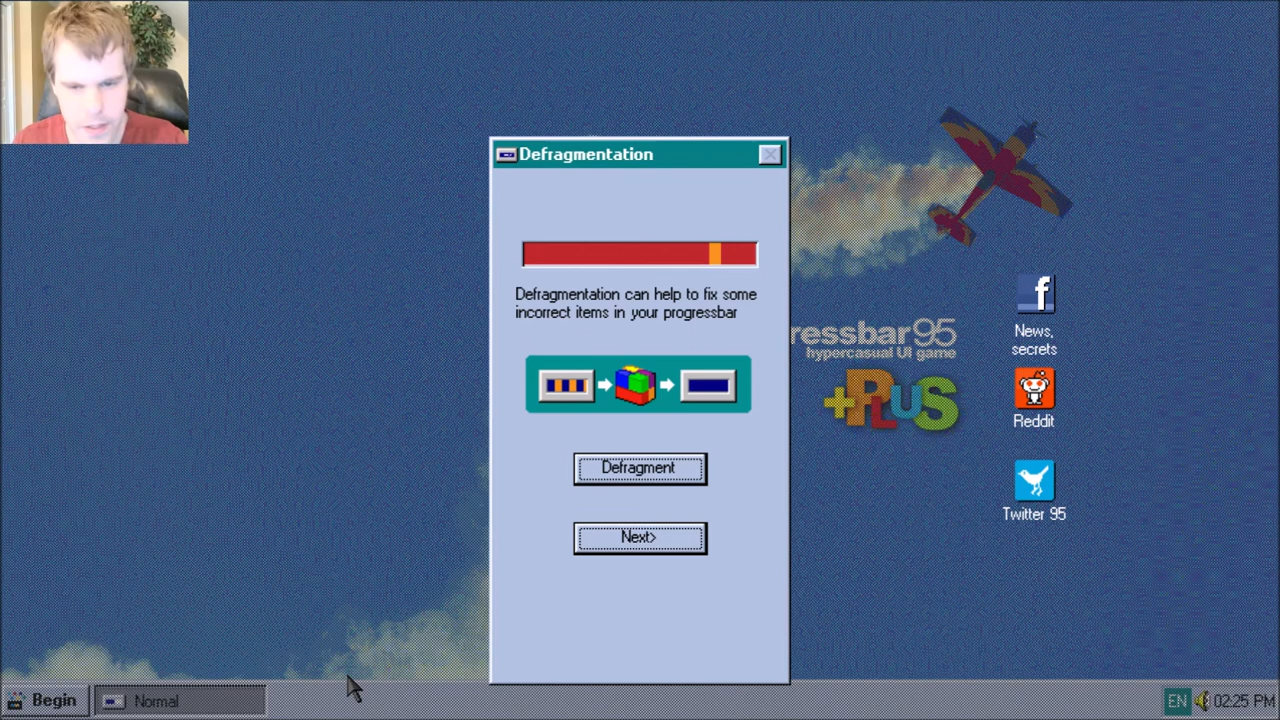 Defragmentation
Defragmentation can help to fix some
incorrect items in your progressbar
Defragment
Next>
ressbar95
hypercasual UI game
+PLUS
f
News,
secrets
Reddit
Twitter 95
Begin
Normal
EN
02:25 PM